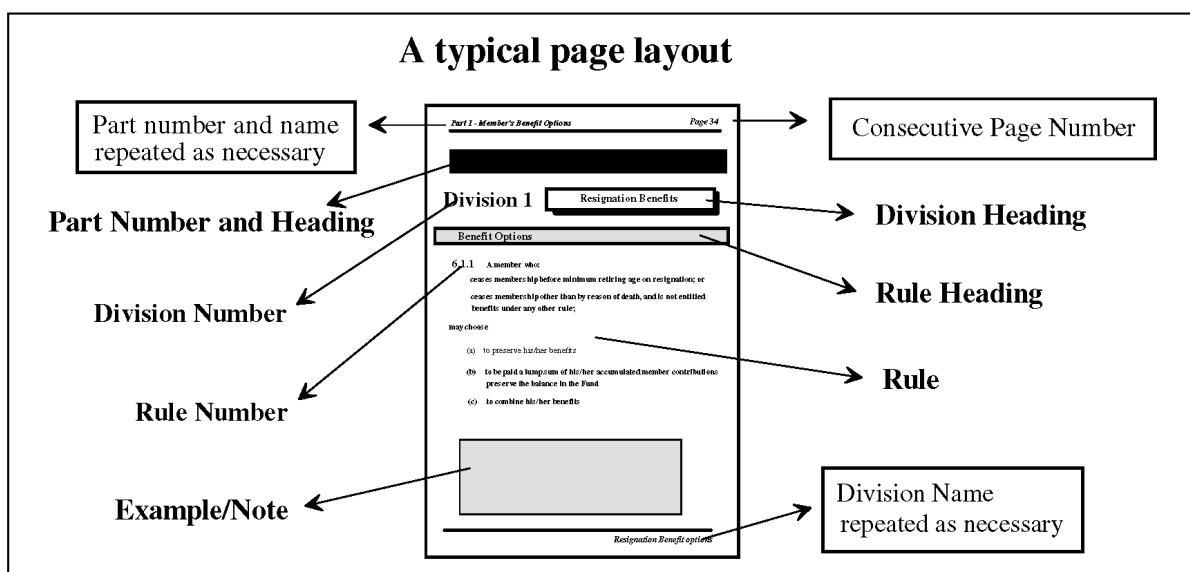 A typical page layout
Part number and name
repeated as necessary
Part 1 - Member's Benefit Options
Page 34
Consecutive Page Number
Part Number and Heading
Division 1
Resignation Benefits
Division Heading
Benefit Options
Rule Heading
6.1.1 A member who:
ceases membership before minimum retiring age on resignation; or
ceases membership other than by reason of death, and is not entitled
benefits under any other rule;
Division Number
may choose
(a) to preserve his/her benefits
(b) to be paid a lump sum of his/her accumulated member contributions
preserve the balance in the Fund
(c) to combine his/her benefits
Rule
Rule Number
Example/Note
Division Name
repeated as necessary
Resignation Benefit options